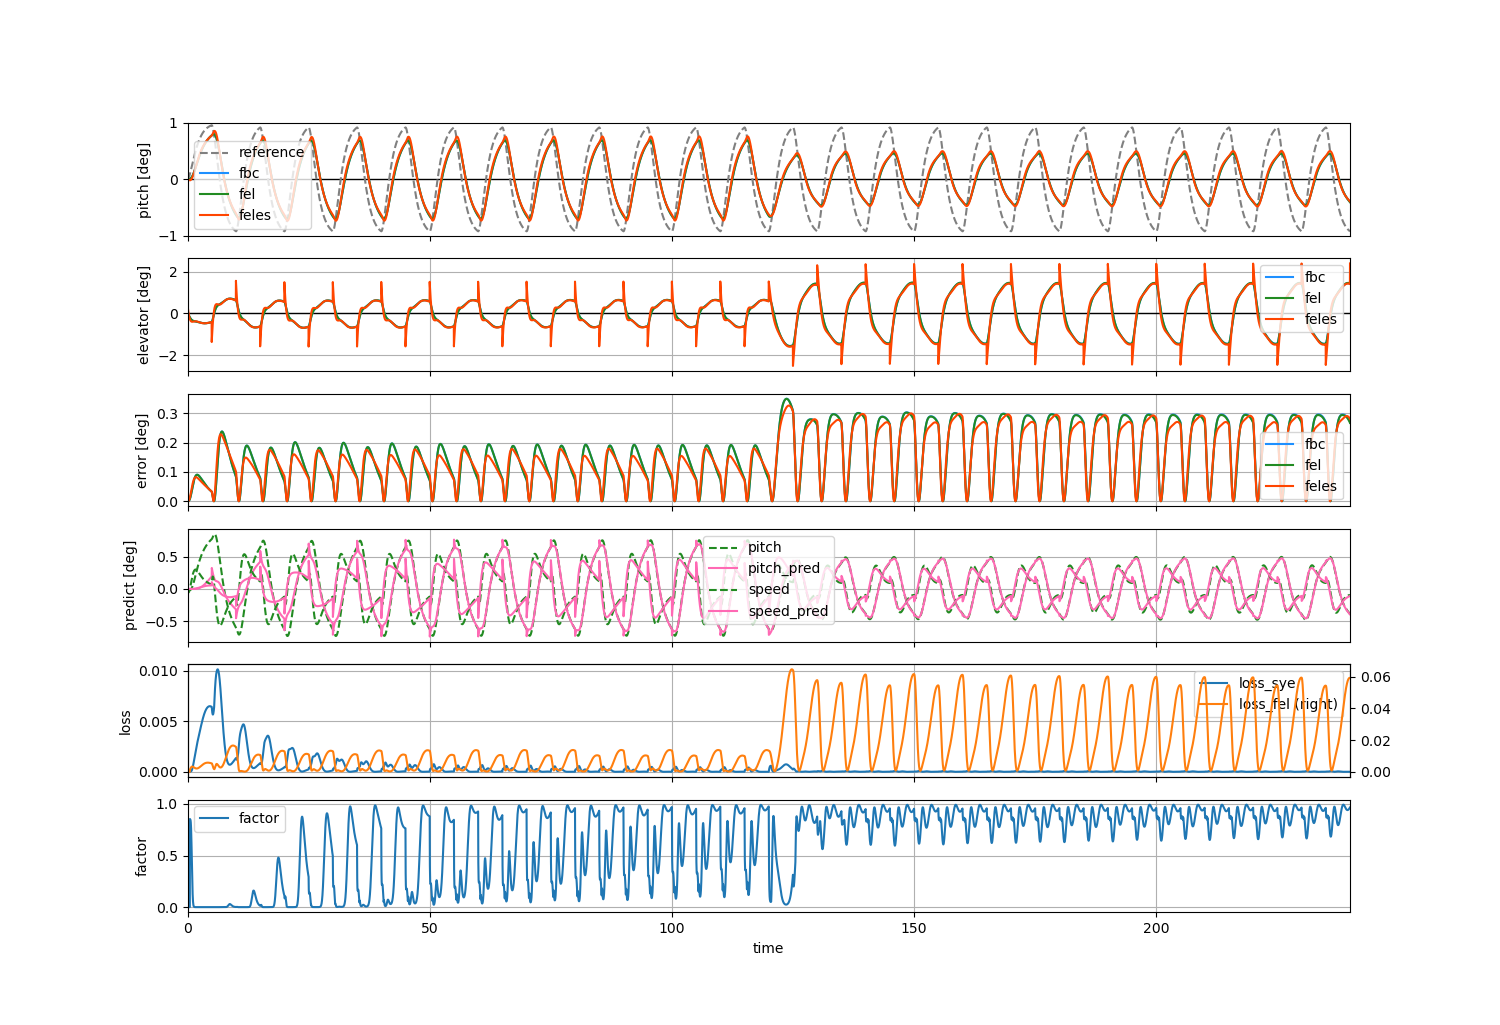 1
0
−1
pitch [deg]
reference
fbc
fel
feles
2
0
−2
elevator [deg]
fbc
fel
feles
0.3
0.2
0.1
0.0
error [deg]
fbc
fel
feles
0.5
0.0
−0.5
predict [deg]
pitch
pitch_pred
speed
speed_pred
0.010
0.005
0.000
loss
loss_sye
loss_fel (right)
0.06
0.04
0.02
0.00
1.0
0.5
0.0
factor
factor
0 50 100 150 200
time